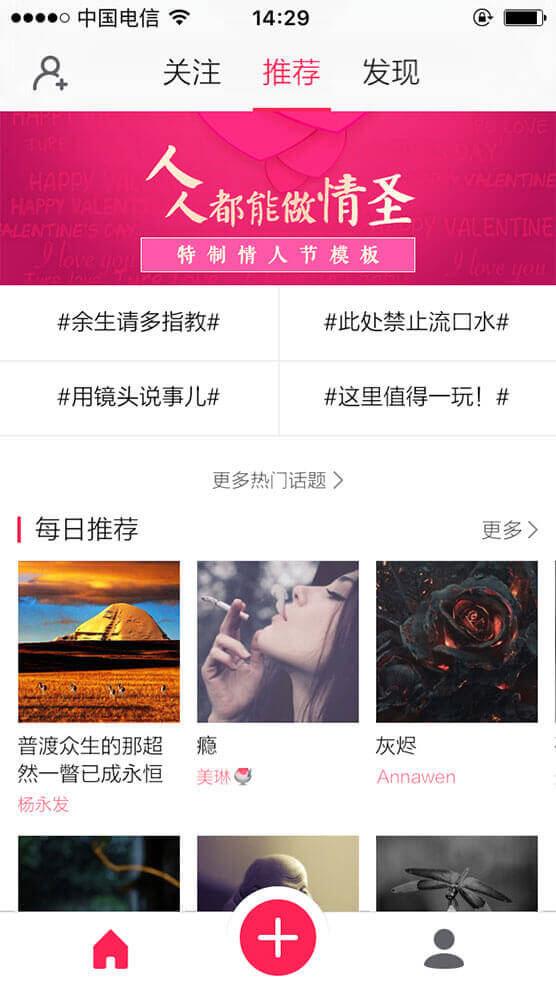 中国电信 14:29
关注 推荐 发现
HAPPY VALENTINE'S DAY
I love you
人人都能做情圣
特制情人节模板
#余生请多指教# #此处禁止流口水#
#用镜头说事儿# #这里值得一玩！#
更多热门话题
每日推荐 更多
普渡众生的那超
然一瞥已成永恒
杨永发
瘾
美琳
灰烬
Annawen